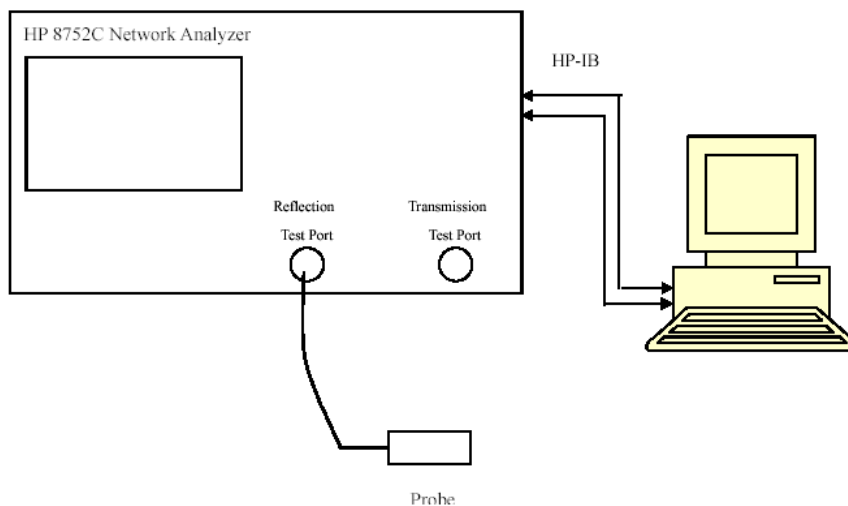 HP 8752C Network Analyzer
HP-IB
Reflection
Test Port
Transmission
Test Port
Probe